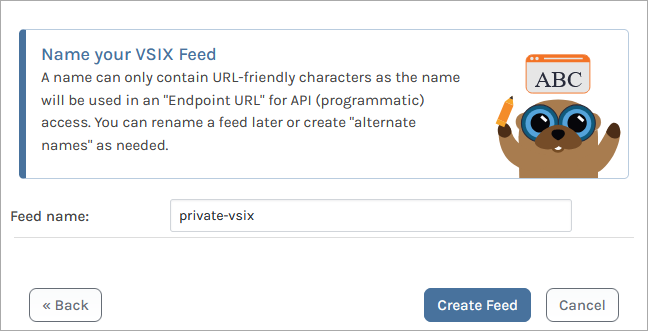 Name your VSIX Feed
A name can only contain URL-friendly characters as the name
will be used in an "Endpoint URL" for API (programmatic)
access. You can rename a feed later or create "alternate
names" as needed.
ABC
Feed name:
private-vsix
« Back
Create Feed
Cancel